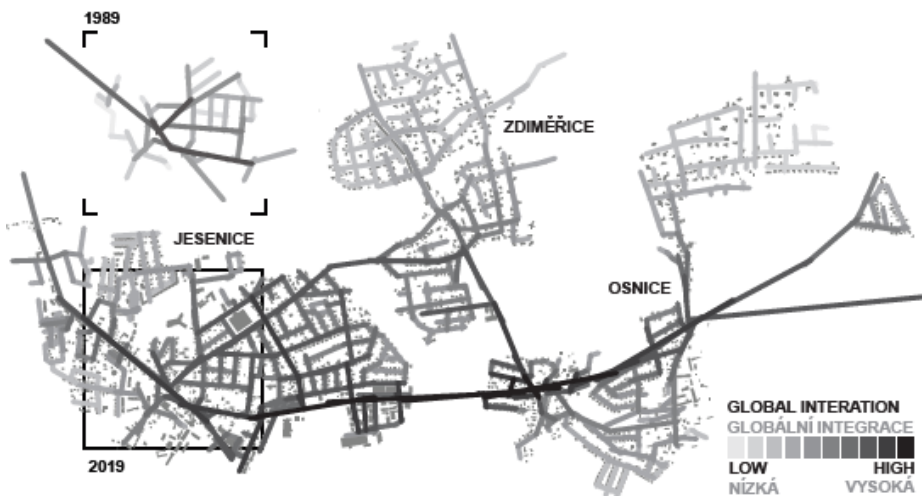 1989
ZDIMĚŘICE
JESENICE
OSNICE
2019
GLOBAL INTERATION
GLOBÁLNÍ INTEGRACE
LOW HIGH
NÍZKÁ VYSOKÁ